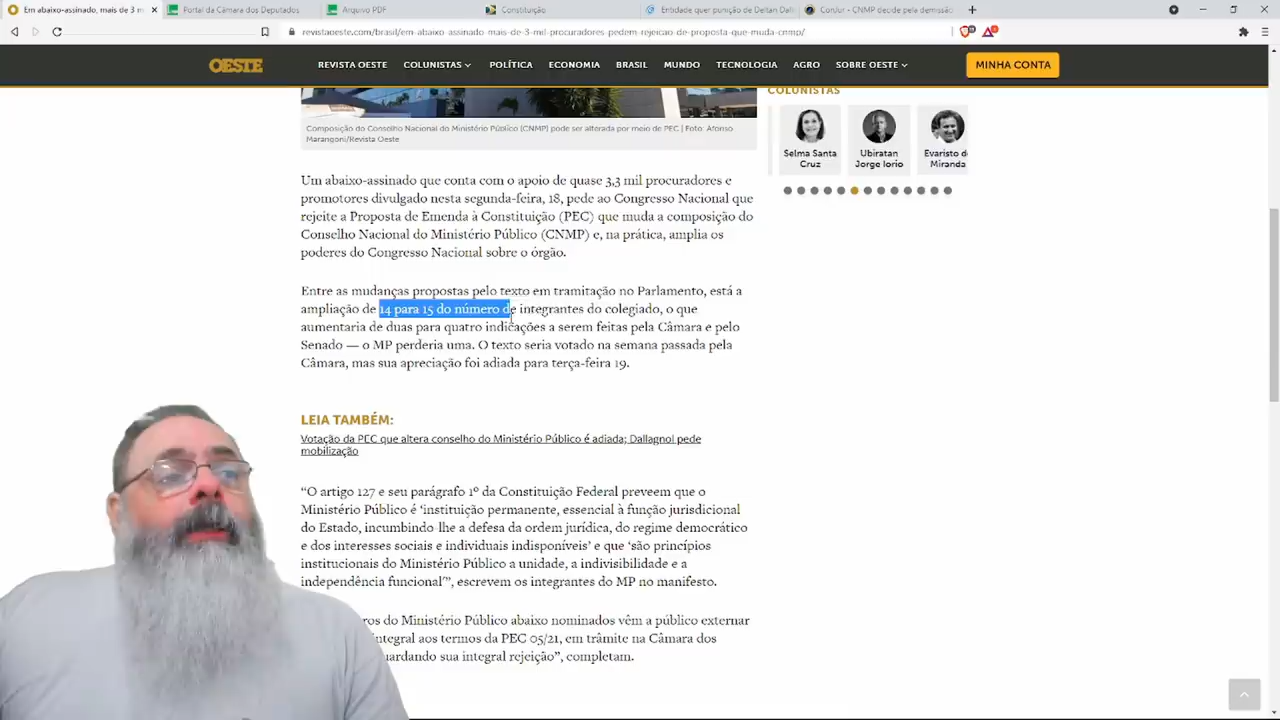 Em abaixo-assinado, mais de 3 m
Portal da Câmara dos Deputados
Arquivo PDF
Constituição
Entidade quer punição de Deltan Dall
ConJur - CNMP decide pela demissão
revistaoeste.com/brasil/em-abaixo-assinado-mais-de-3-mil-procuradores-pedem-rejeicao-de-proposta-que-muda-cnmp/
OESTE
REVISTA OESTE
COLUNISTAS
POLÍTICA
ECONOMIA
BRASIL
MUNDO
TECNOLOGIA
AGRO
SOBRE OESTE
MINHA CONTA
COLUNISTAS
Selma Santa
Cruz
Ubiratan
Jorge Iorio
Evaristo d
Miranda
Composição do Conselho Nacional do Ministério Público (CNMP) pode ser alterada por meio de PEC | Foto: Afonso
Marangoni/Revista Oeste
Um abaixo-assinado que conta com o apoio de quase 3,3 mil procuradores e
promotores divulgado nesta segunda-feira, 18, pede ao Congresso Nacional que
rejeite a Proposta de Emenda à Constituição (PEC) que muda a composição do
Conselho Nacional do Ministério Público (CNMP) e, na prática, amplia os
poderes do Congresso Nacional sobre o órgão.
Entre as mudanças propostas pelo texto em tramitação no Parlamento, está a
ampliação de 14 para 15 do número de integrantes do colegiado, o que
aumentaria de duas para quatro indicações a serem feitas pela Câmara e pelo
Senado — o MP perderia uma. O texto seria votado na semana passada pela
Câmara, mas sua apreciação foi adiada para terça-feira 19.
LEIA TAMBÉM:
Votação da PEC que altera conselho do Ministério Público é adiada; Dallagnol pede
mobilização
“O artigo 127 e seu parágrafo 1º da Constituição Federal preveem que o
Ministério Público é ‘instituição permanente, essencial à função jurisdicional
do Estado, incumbindo-lhe a defesa da ordem jurídica, do regime democrático
e dos interesses sociais e individuais indisponíveis’ e que ‘são princípios
institucionais do Ministério Público a unidade, a indivisibilidade e a
independência funcional’”, escrevem os integrantes do MP no manifesto.
ros do Ministério Público abaixo nominados vêm a público externar
integral aos termos da PEC 05/21, em trâmite na Câmara dos
uardando sua integral rejeição”, completam.